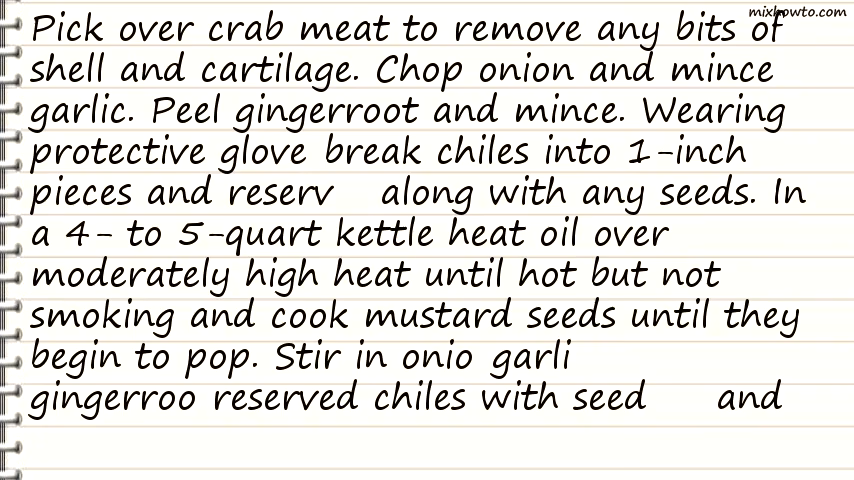 mixhowto.com
Pick over crab meat to remove any bits of
shell and cartilage. Chop onion and mince
garlic. Peel gingerroot and mince. Wearing
protective glove break chiles into 1-inch
pieces and reserv along with any seeds. In
a 4- to 5-quart kettle heat oil over
moderately high heat until hot but not
smoking and cook mustard seeds until they
begin to pop. Stir in onio garli
gingerroo reserved chiles with seed and